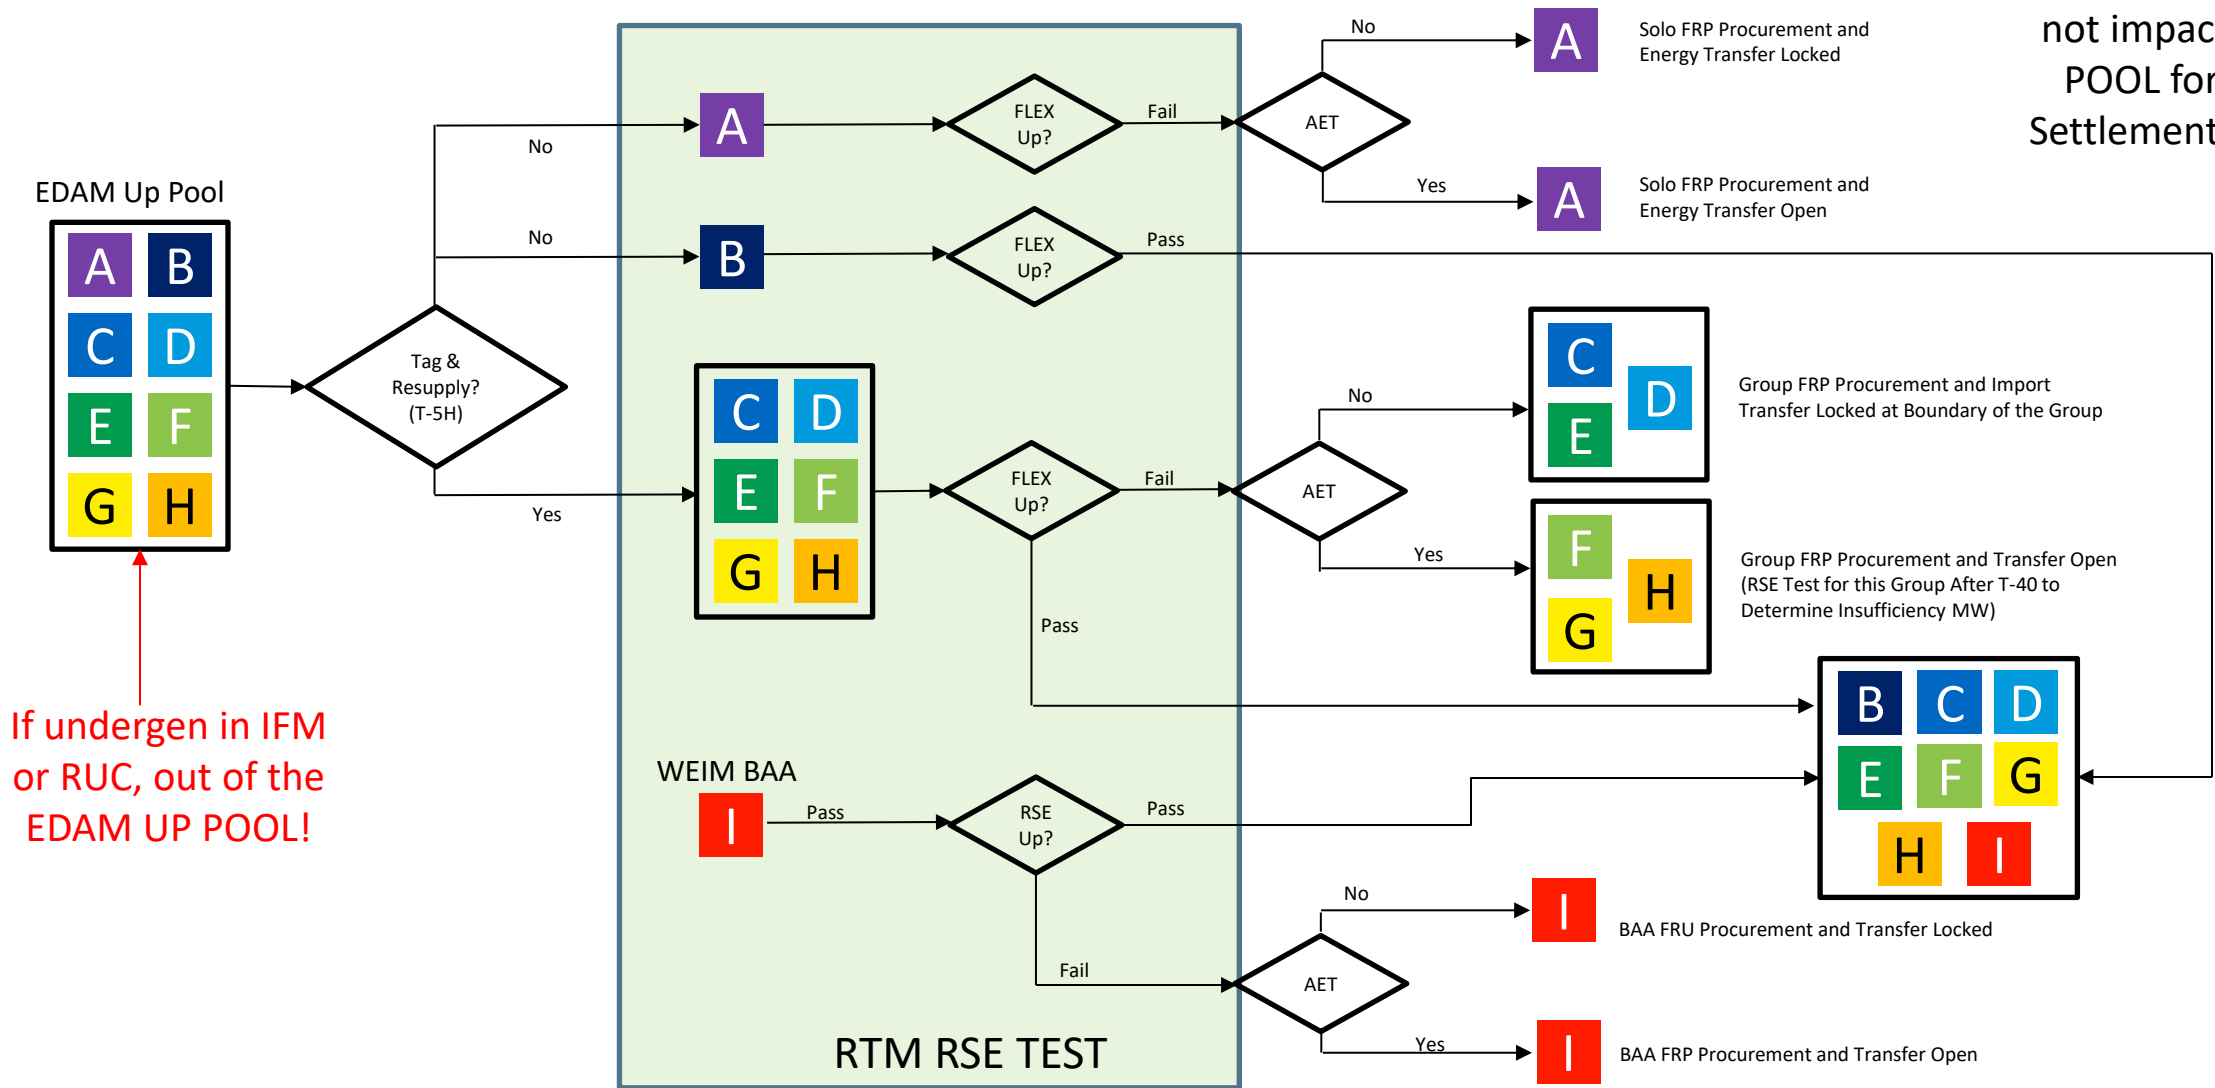 not impac
POOL for
Settlement
No
A
Solo FRP Procurement and
Energy Transfer Locked
A
FLEX
Up?
Fail
AET
No
Yes
A
Solo FRP Procurement and
Energy Transfer Open
EDAM Up Pool
A B
C D
E F
G H
Tag &
Resupply?
(T-5H)
No
B
FLEX
Up?
Pass
Yes
C D
E F
G H
FLEX
Up?
Fail
Pass
AET
No
C
D
E
Group FRP Procurement and Import
Transfer Locked at Boundary of the Group
Yes
F
H
G
Group FRP Procurement and Transfer Open
(RSE Test for this Group After T-40 to
Determine Insufficiency MW)
B C D
E F G
H I
If undergen in IFM
or RUC, out of the
EDAM UP POOL!
WEIM BAA
I
Pass
RSE
Up?
Pass
Fail
AET
No
I
BAA FRU Procurement and Transfer Locked
Yes
I
BAA FRP Procurement and Transfer Open
RTM RSE TEST